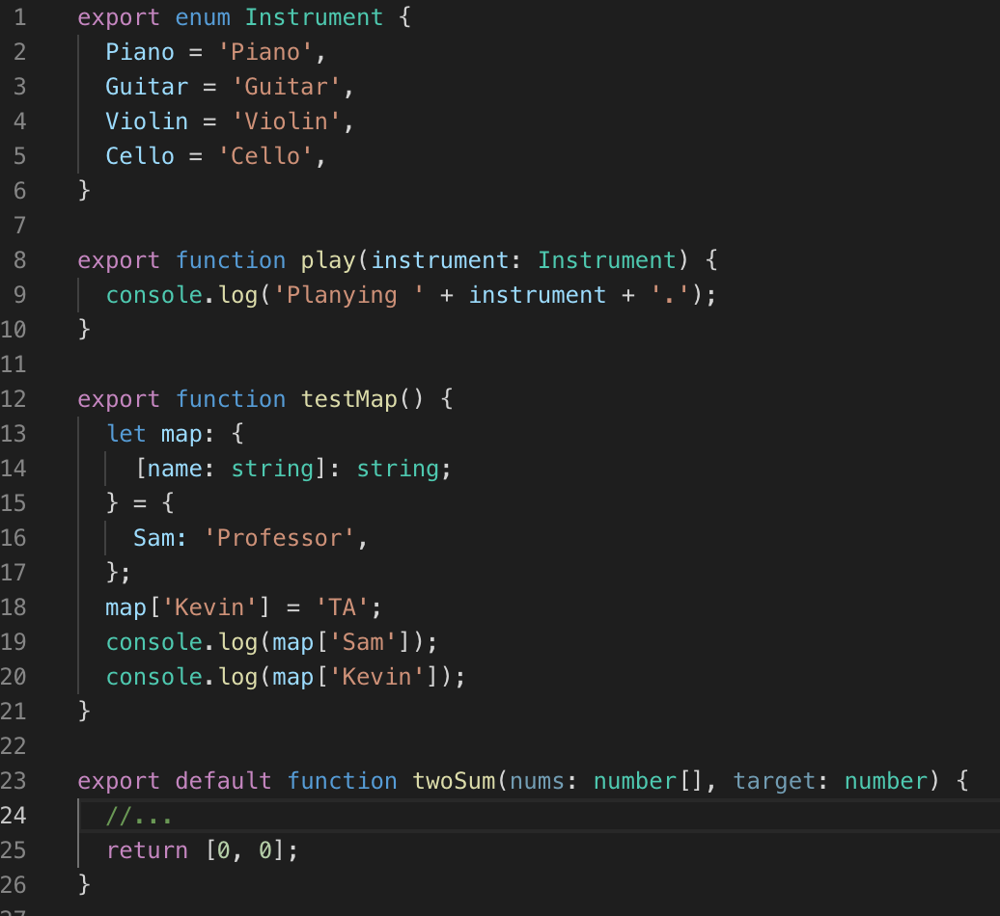 1 export enum Instrument {
2   Piano = 'Piano',
3   Guitar = 'Guitar',
4   Violin = 'Violin',
5   Cello = 'Cello',
6 }
7
8 export function play(instrument: Instrument) {
9   console.log('Planying ' + instrument + '.');
10 }
11
12 export function testMap() {
13   let map: {
14     [name: string]: string;
15   } = {
16     Sam: 'Professor',
17   };
18   map['Kevin'] = 'TA';
19   console.log(map['Sam']);
20   console.log(map['Kevin']);
21 }
22
23 export default function twoSum(nums: number[], target: number) {
24   //...
25   return [0, 0];
26 }
27